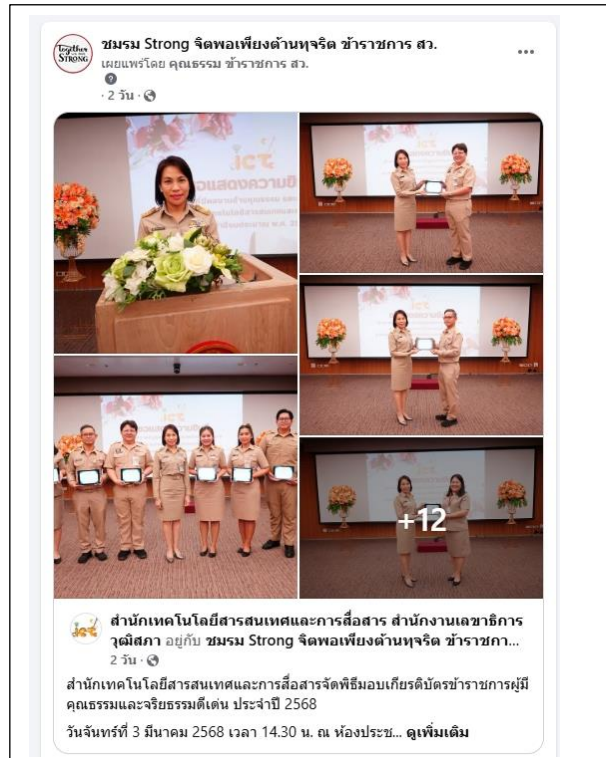 Together
STRONG
ชมรม Strong จิตพอเพียงต้านทุจริต ข้าราชการ สว.
เผยแพร่โดย คุณธรรม ข้าราชการ สว.
· 2 วัน ·
+12
สำนักเทคโนโลยีสารสนเทศและการสื่อสาร สำนักงานเลขาธิการ
วุฒิสภา อยู่กับ ชมรม Strong จิตพอเพียงต้านทุจริต ข้าราชกา...
2 วัน ·
สำนักเทคโนโลยีสารสนเทศและการสื่อสารจัดพิธีมอบเกียรติบัตรข้าราชการผู้มี
คุณธรรมและจริยธรรมดีเด่น ประจำปี 2568
วันจันทร์ที่ 3 มีนาคม 2568 เวลา 14.30 น. ณ ห้องประช... ดูเพิ่มเติม